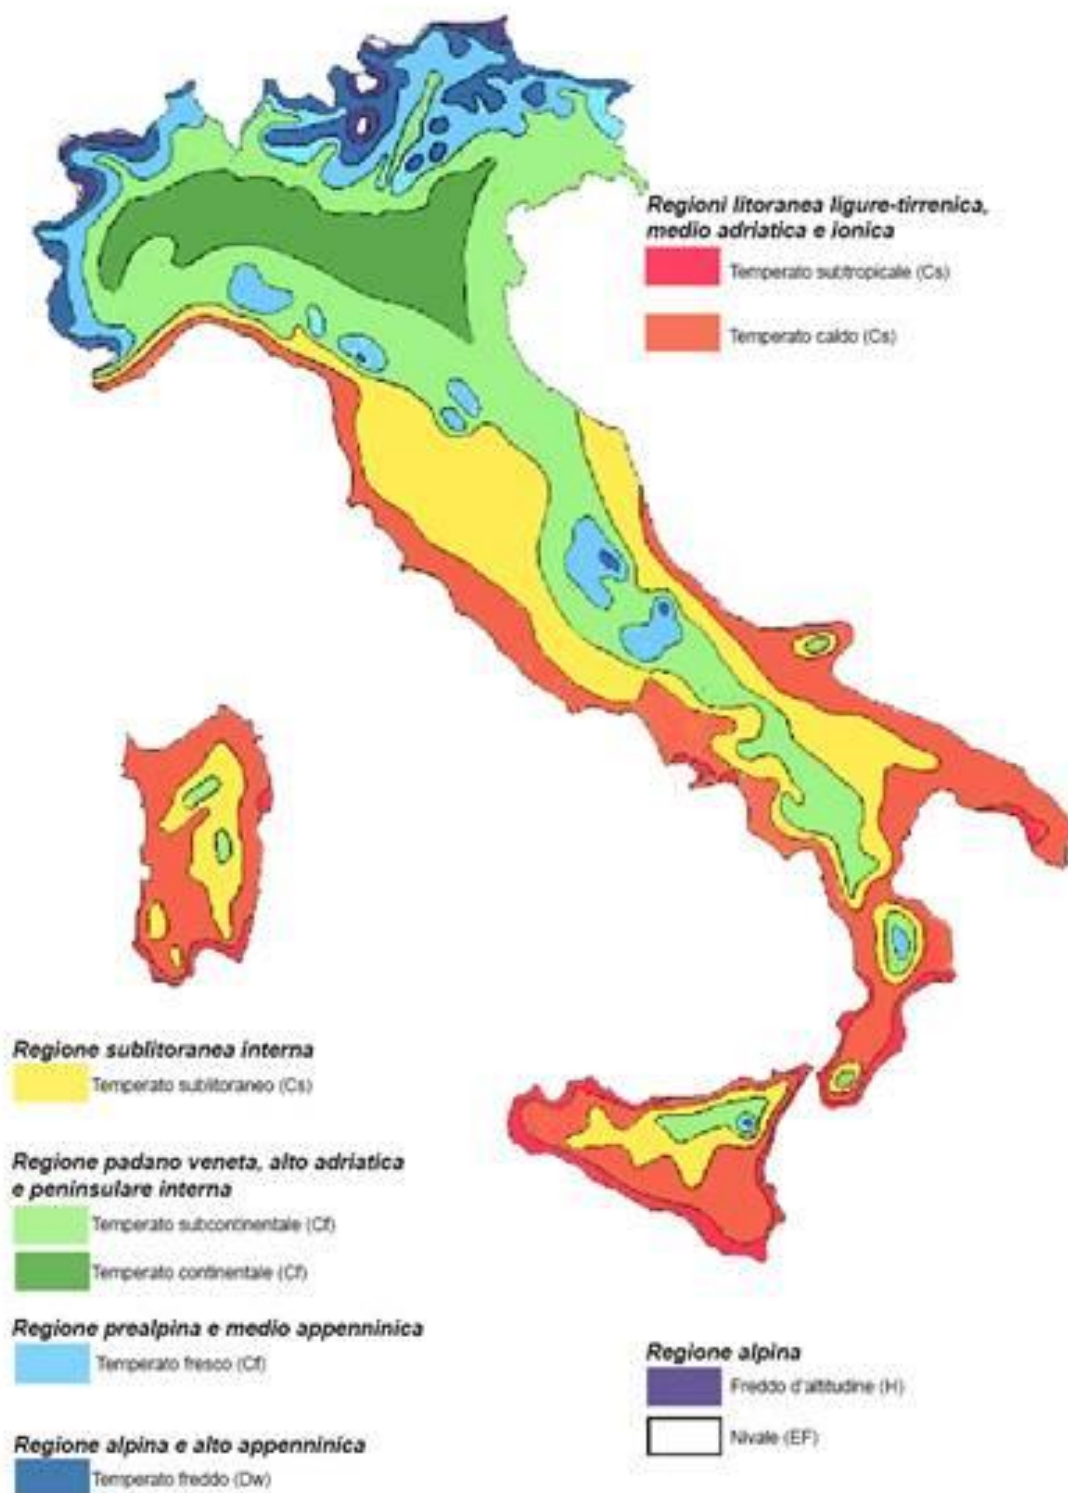 Regioni litoranea ligure-tirrenica,
medio adriatica e ionica
Temperato subtropicale (Cs)
Temperato caldo (Cs)
Regione sublitoranea interna
Temperato sublitoraneo (Cs)
Regione padano veneta, alto adriatica
e peninsulare interna
Temperato subcontinentale (Cf)
Temperato continentale (Cf)
Regione prealpina e medio appenninica
Temperato fresco (Cf)
Regione alpina e alto appenninica
Temperato freddo (Dw)
Regione alpina
Freddo d'altitudine (H)
Nivale (EF)